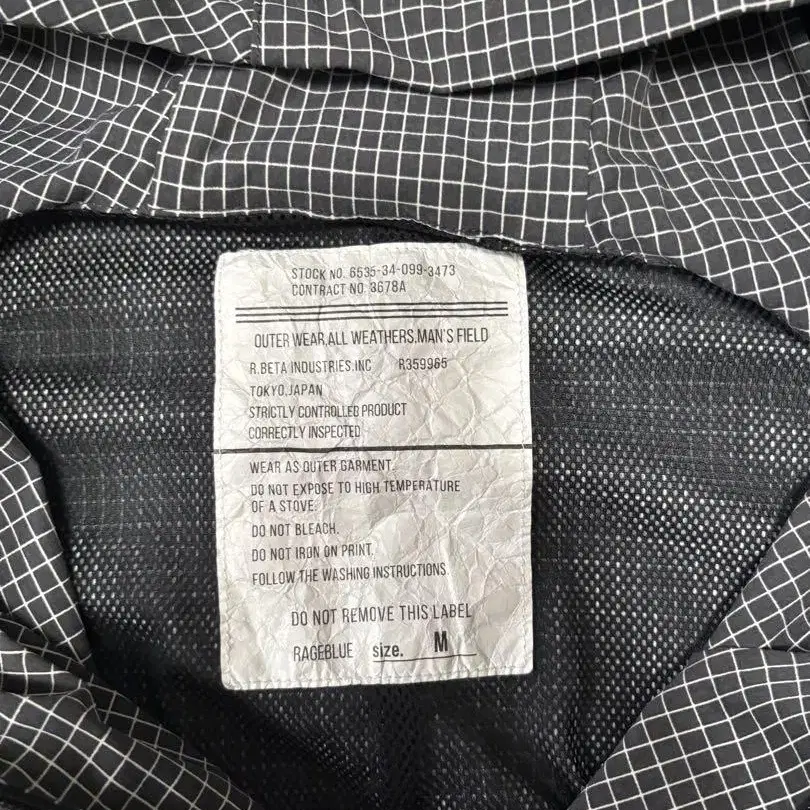 STOCK NO. 6535-34-099-3473
CONTRACT NO. 3678A
OUTER WEAR,ALL WEATHERS,MAN'S FIELD
R.BETA INDUSTRIES,INC R359965
TOKYO,JAPAN
STRICTLY CONTROLLED PRODUCT
CORRECTLY INSPECTED
WEAR AS OUTER GARMENT.
DO NOT EXPOSE TO HIGH TEMPERATURE
OF A STOVE.
DO NOT BLEACH.
DO NOT IRON ON PRINT.
FOLLOW THE WASHING INSTRUCTIONS
DO NOT REMOVE THIS LABEL
RAGEBLUE size. M